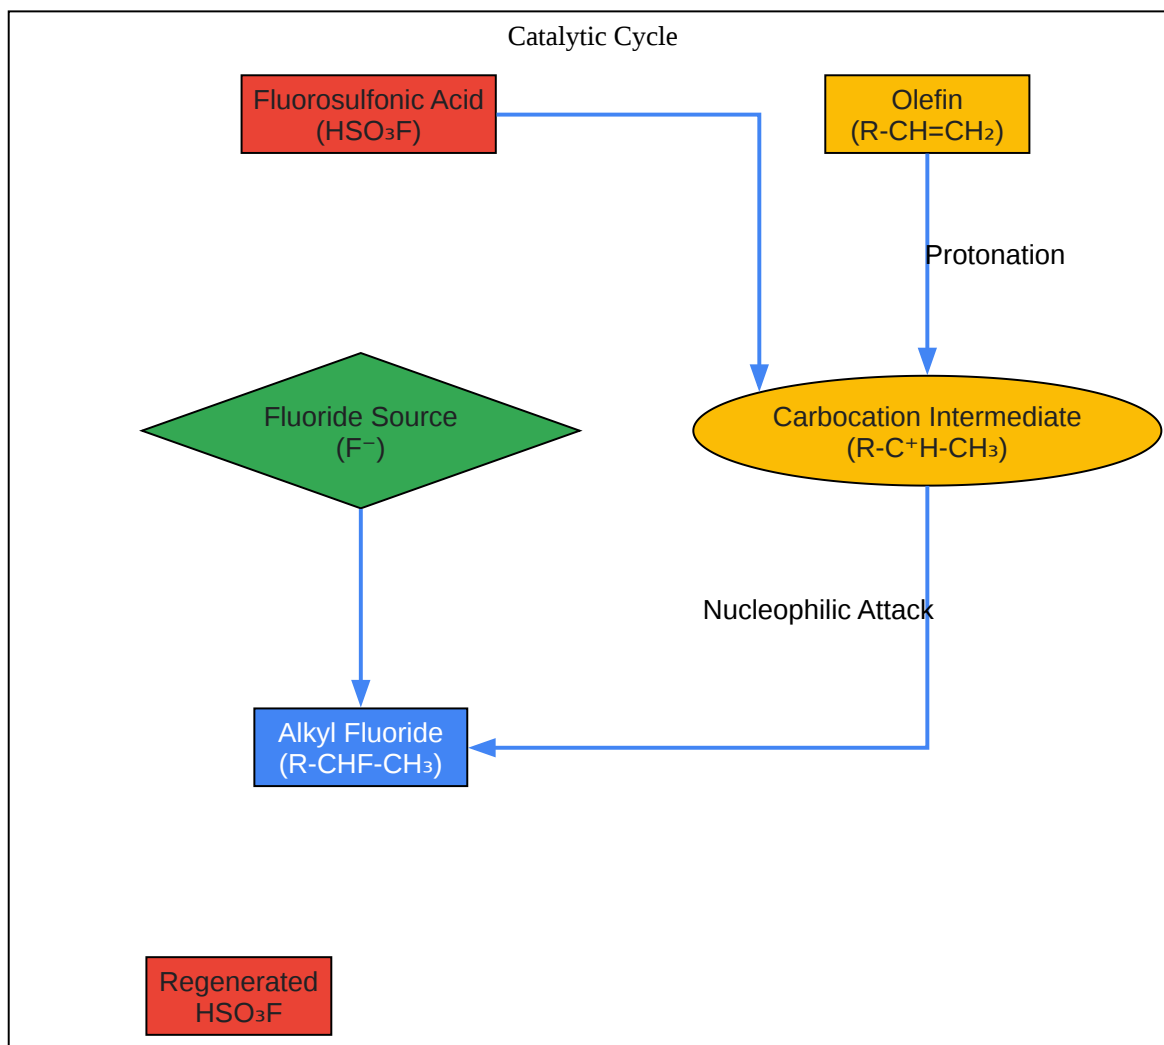 Catalytic Cycle
Fluorosulfonic Acid
(HSO₃F)
Olefin
(R-CH=CH₂)
Protonation
Fluoride Source
(F⁻)
Carbocation Intermediate
(R-C⁺H-CH₃)
Nucleophilic Attack
Alkyl Fluoride
(R-CHF-CH₃)
Regenerated
HSO₃F